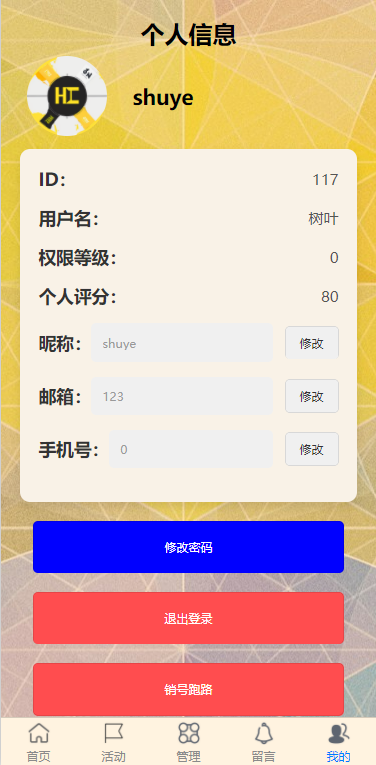 个人信息
HI
shuye
ID: 117
用户名: 树叶
权限等级: 0
个人评分: 80
昵称: shuye 修改
邮箱: 123 修改
手机号: 0 修改
修改密码
退出登录
销号跑路
首页 活动 管理 留言 我的